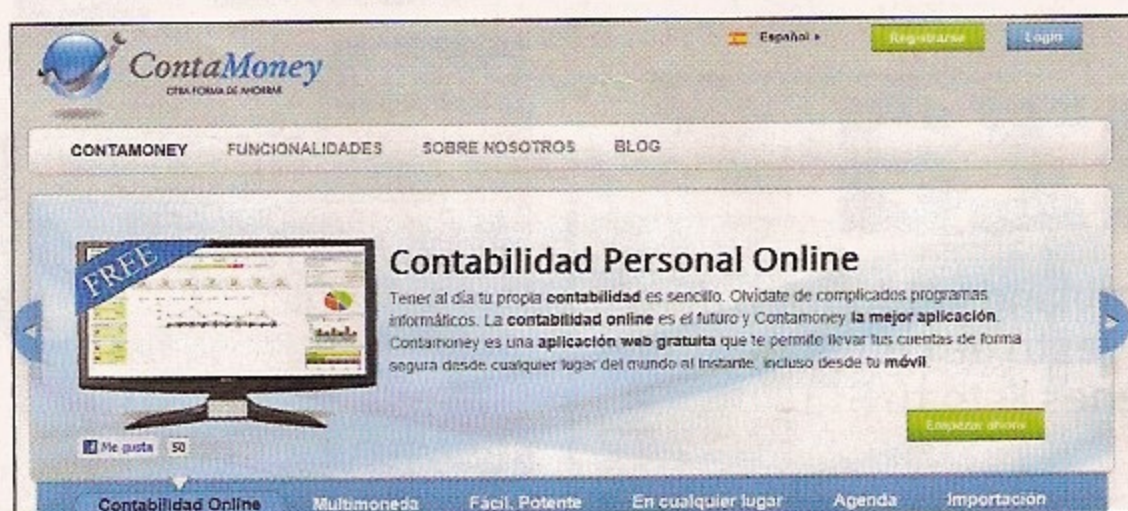 Español
Registrarse
Login
ContaMoney
OTRA FORMA DE AHORRAR
CONTAMONEY FUNCIONALIDADES SOBRE NOSOTROS BLOG
FREE
Contabilidad Personal Online
Tener al día tu propia contabilidad es sencillo. Olvídate de complicados programas
informáticos. La contabilidad online es el futuro y Contamoney la mejor aplicación.
Contamoney es una aplicación web gratuita que te permite llevar tus cuentas de forma
segura desde cualquier lugar del mundo al instante, incluso desde tu móvil.
Empezar ahora
Me gusta 50
Contabilidad Online Multimoneda Fácil, Potente En cualquier lugar Agenda Importación